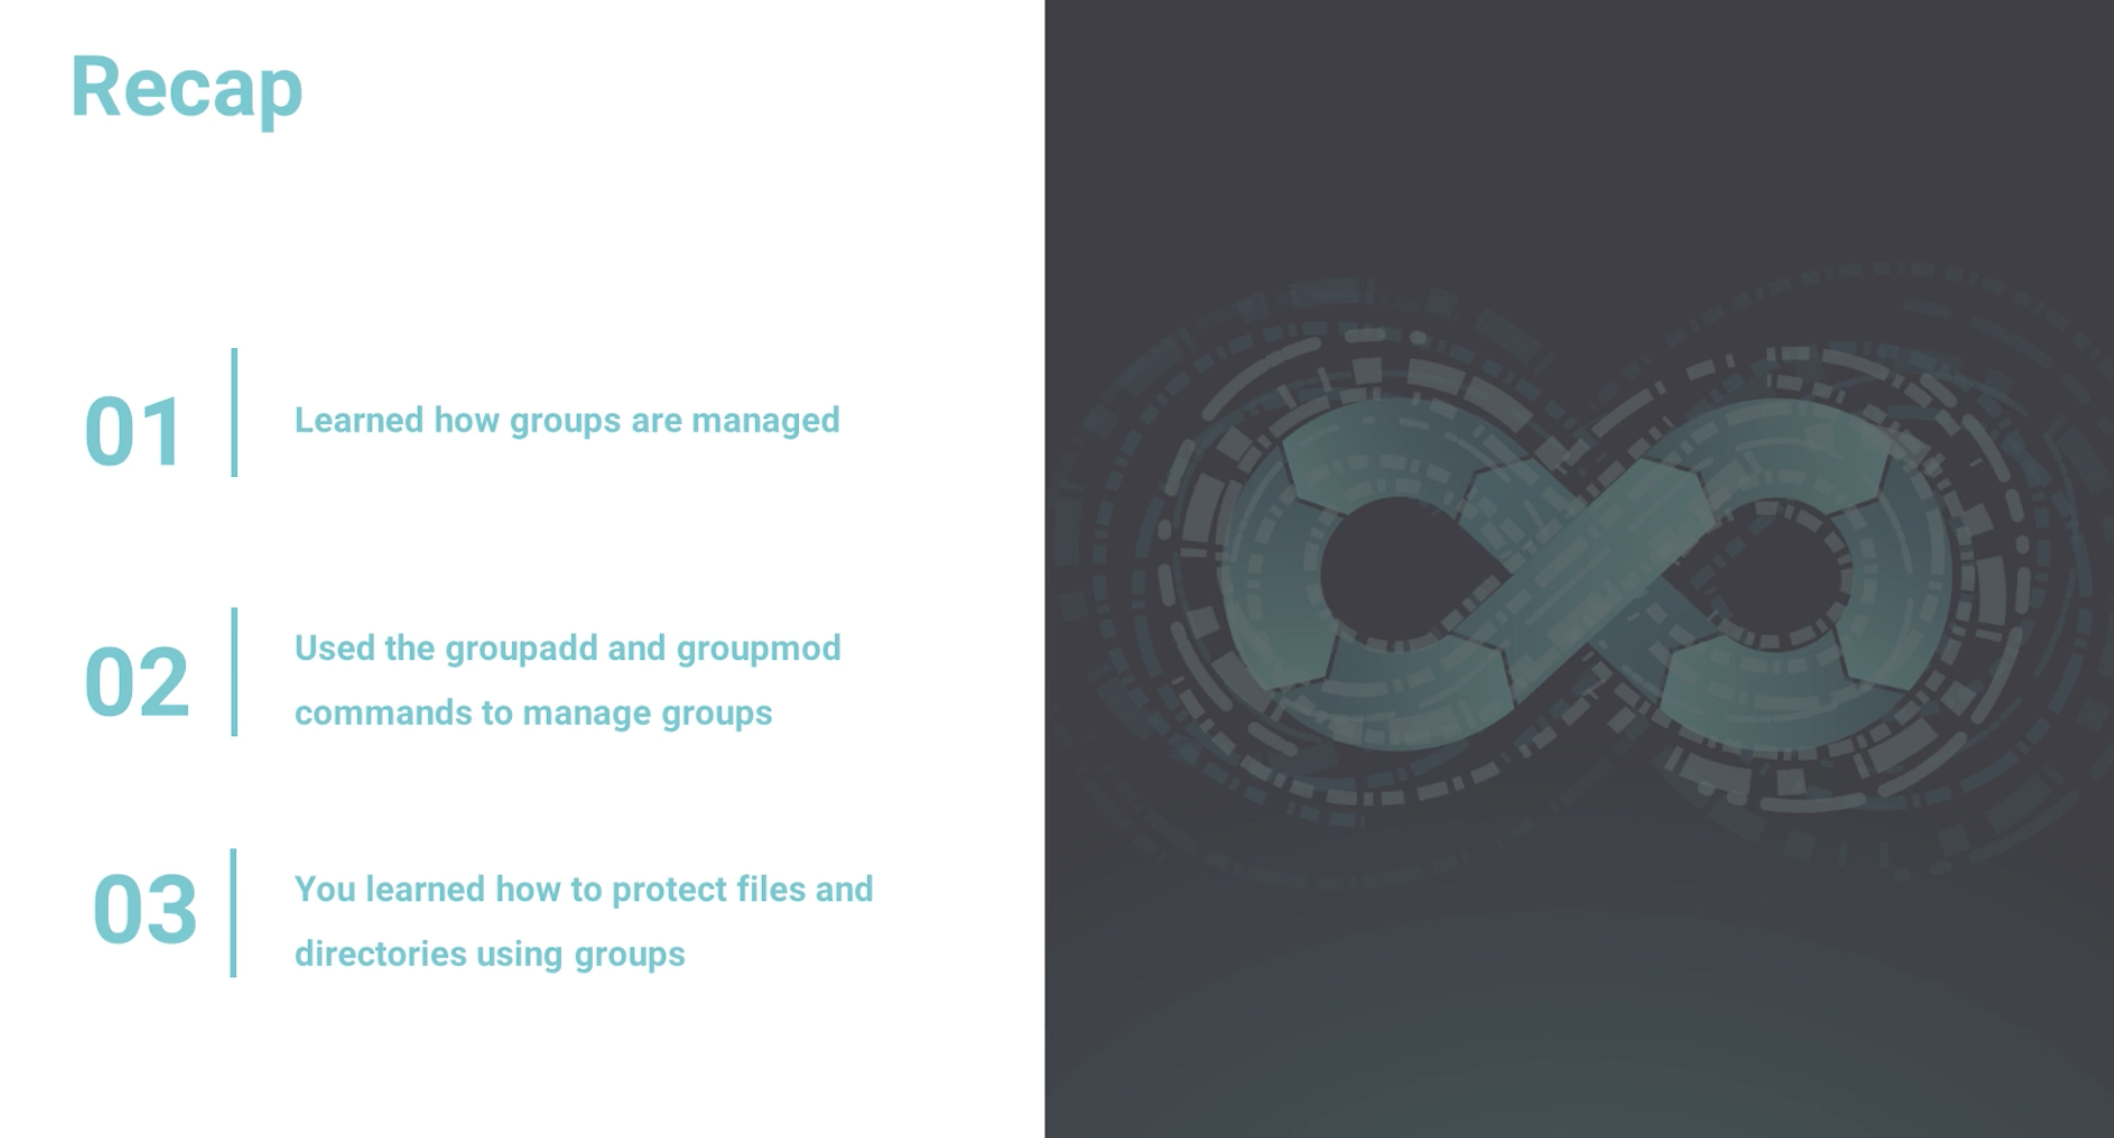 Recap
01
Learned how groups are managed
02
Used the groupadd and groupmod
commands to manage groups
03
You learned how to protect files and
directories using groups